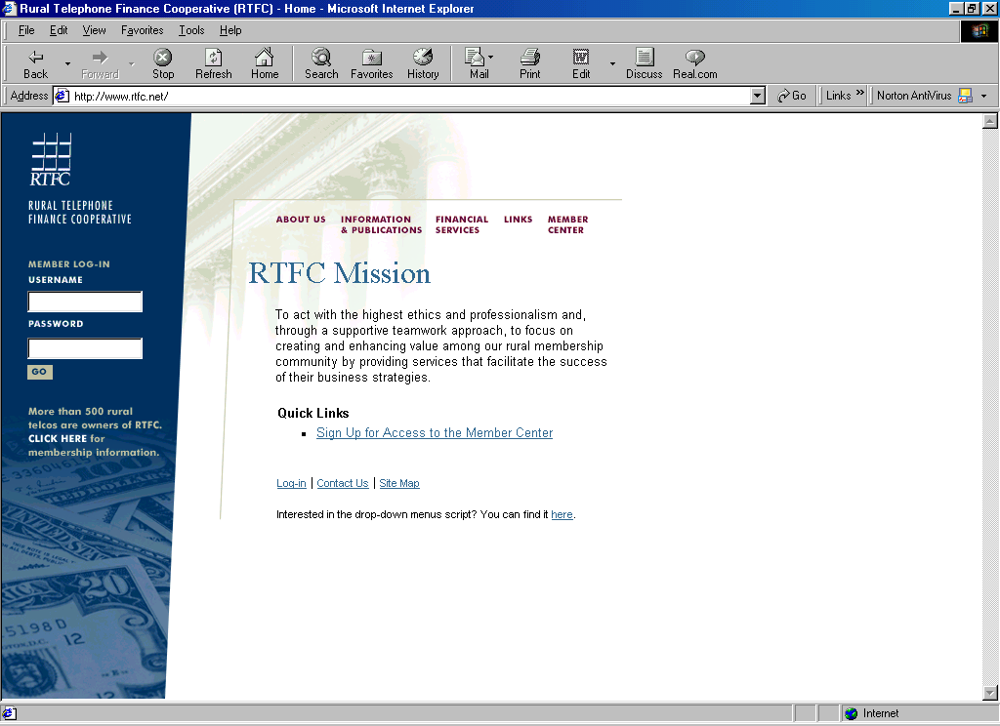 Rural Telephone Finance Cooperative (RTFC) - Home - Microsoft Internet Explorer
File Edit View Favorites Tools Help
Back Forward Stop Refresh Home Search Favorites History Mail Print Edit Discuss Real.com
Address http://www.rtfc.net/ Go Links » Norton AntiVirus
RTFC
RURAL TELEPHONE
FINANCE COOPERATIVE
MEMBER LOG-IN
USERNAME
PASSWORD
GO
More than 500 rural
telcos are owners of RTFC.
CLICK HERE for
membership information.
ABOUT US INFORMATION FINANCIAL LINKS MEMBER
& PUBLICATIONS SERVICES CENTER
RTFC Mission
To act with the highest ethics and professionalism and,
through a supportive teamwork approach, to focus on
creating and enhancing value among our rural membership
community by providing services that facilitate the success
of their business strategies.
Quick Links
Sign Up for Access to the Member Center
Log-in | Contact Us | Site Map
Interested in the drop-down menus script? You can find it here.
20
5198D
12
Internet